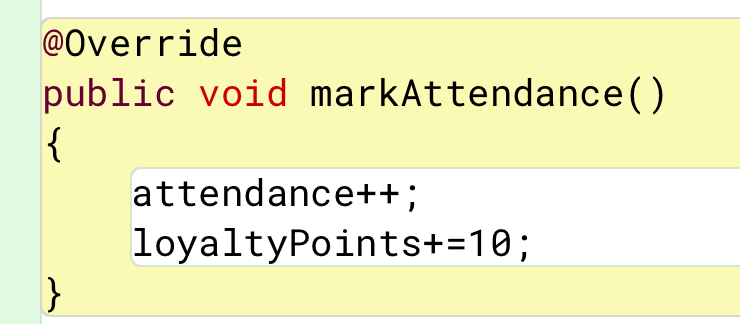 @Override
public void markAttendance()
{
attendance++;
loyaltyPoints+=10;
}